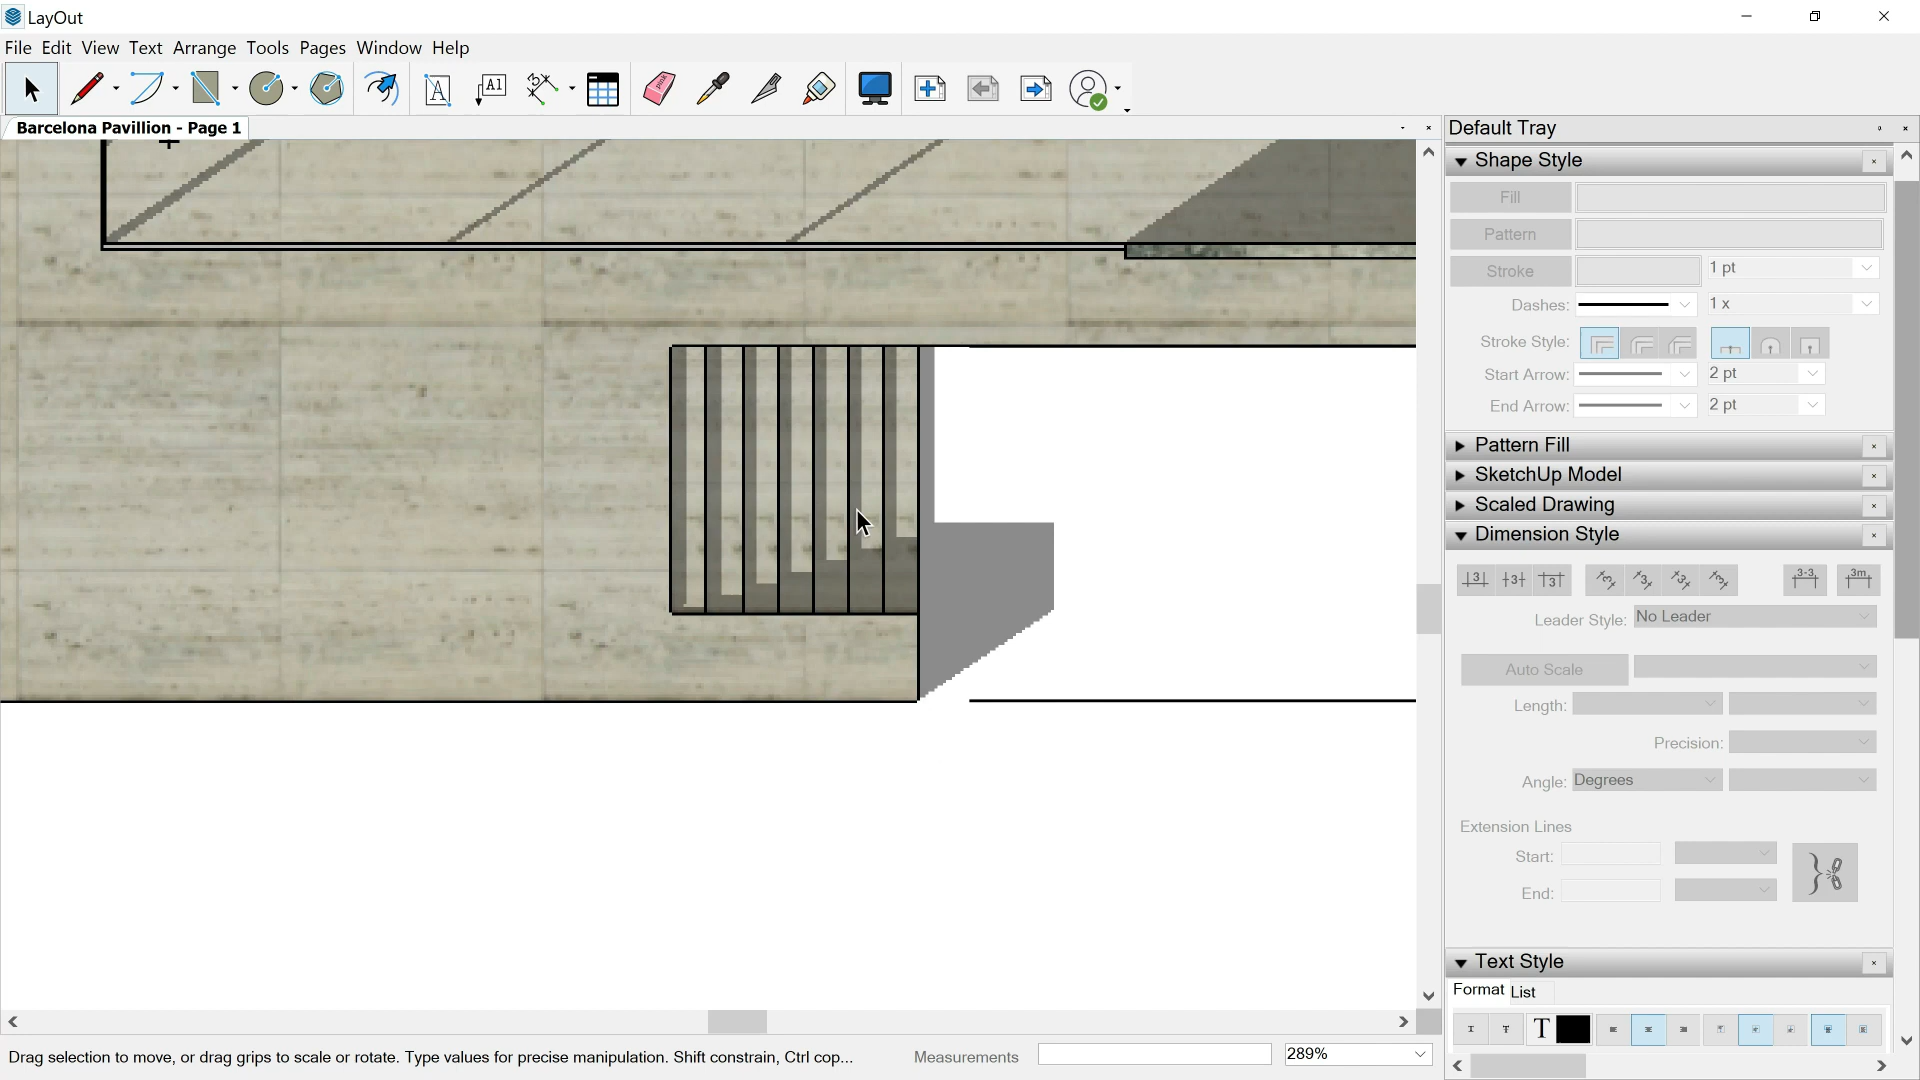 LayOut
File Edit View Text Arrange Tools Pages Window Help
A1
Barcelona Pavillion - Page 1
Default Tray
Shape Style
Fill
Pattern
Stroke 1 pt
Dashes: 1 x
Stroke Style:
Start Arrow: 2 pt
End Arrow: 2 pt
Pattern Fill
SketchUp Model
Scaled Drawing
Dimension Style
Leader Style: No Leader
Auto Scale
Length:
Precision:
Angle: Degrees
Extension Lines
Start:
End:
Text Style
Format List
Drag selection to move, or drag grips to scale or rotate. Type values for precise manipulation. Shift constrain, Ctrl cop...
Measurements
289%